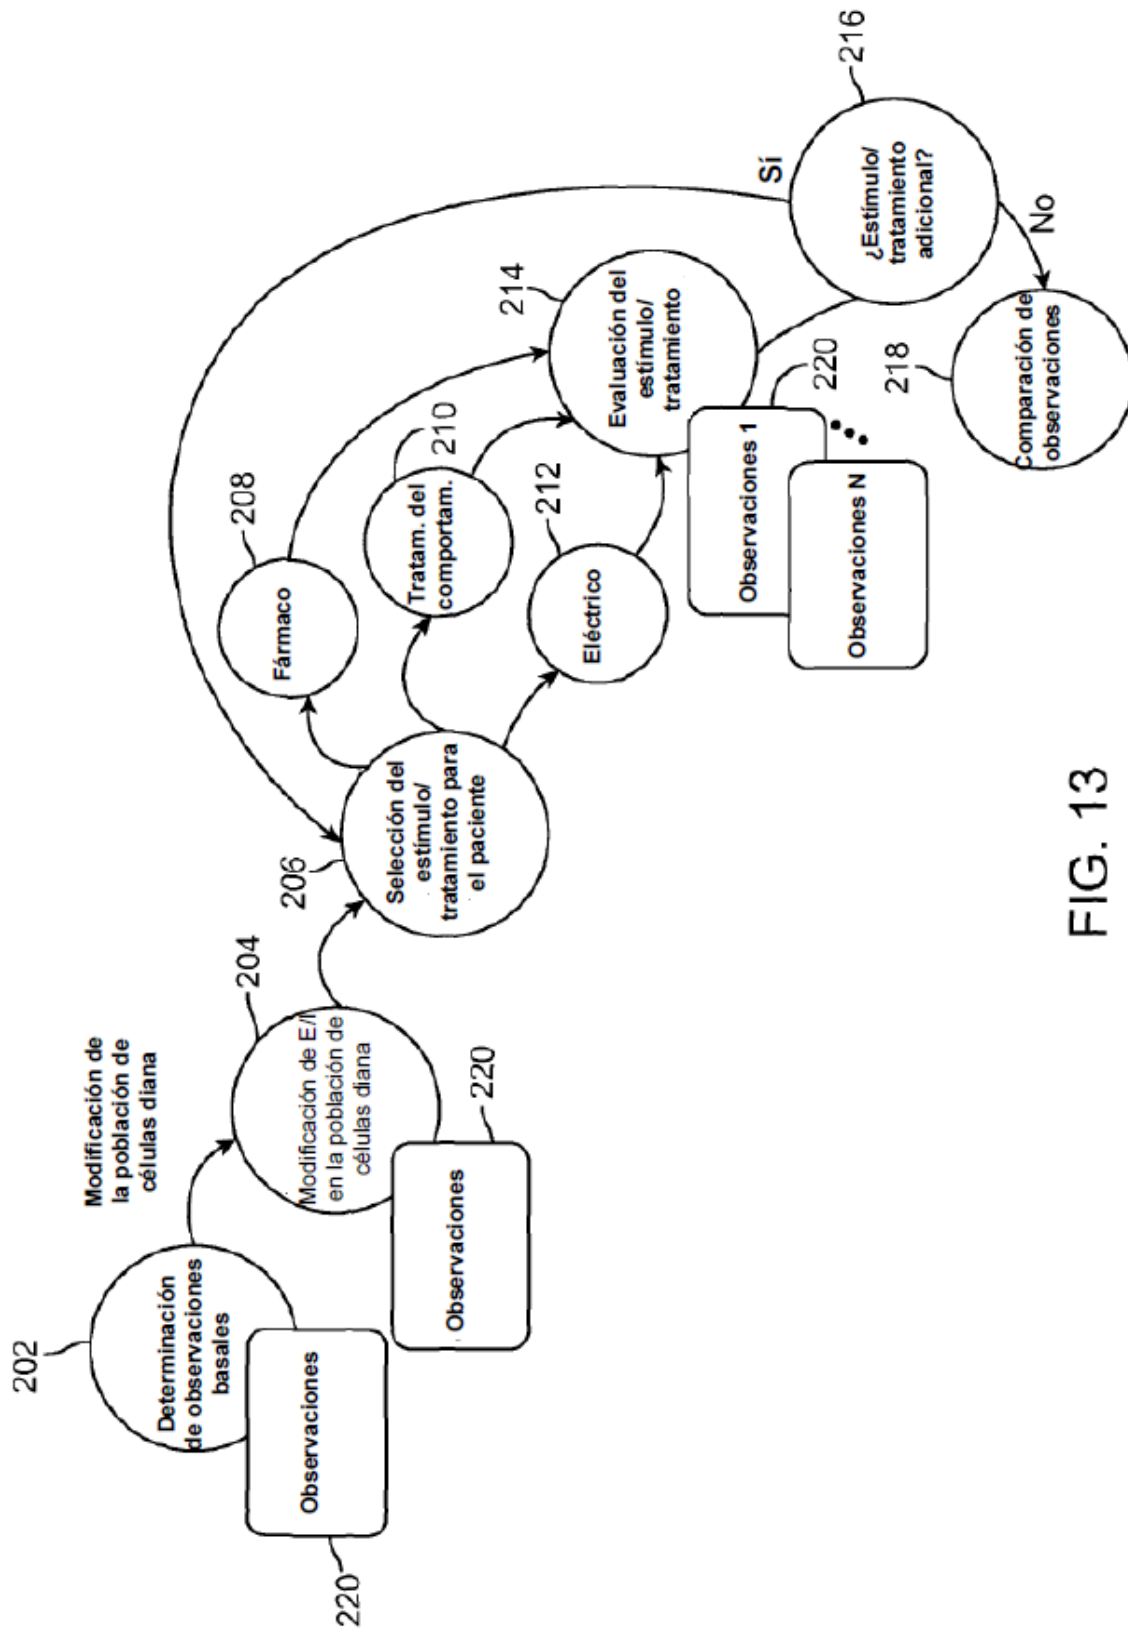 202
Determinación
de observaciones
basales
Observaciones
220
Modificación de
la población de
células diana
204
Modificación de E/I
en la población de
células diana
Observaciones
220
206
Selección del
estímulo/
tratamiento para
el paciente
208
Fármaco
210
Tratam. del
comportam.
212
Eléctrico
214
Evaluación del
estímulo/
tratamiento
Observaciones 1
220
Observaciones N
216
¿Estímulo/
tratamiento
adicional?
Sí
No
218
Comparación de
observaciones
FIG. 13